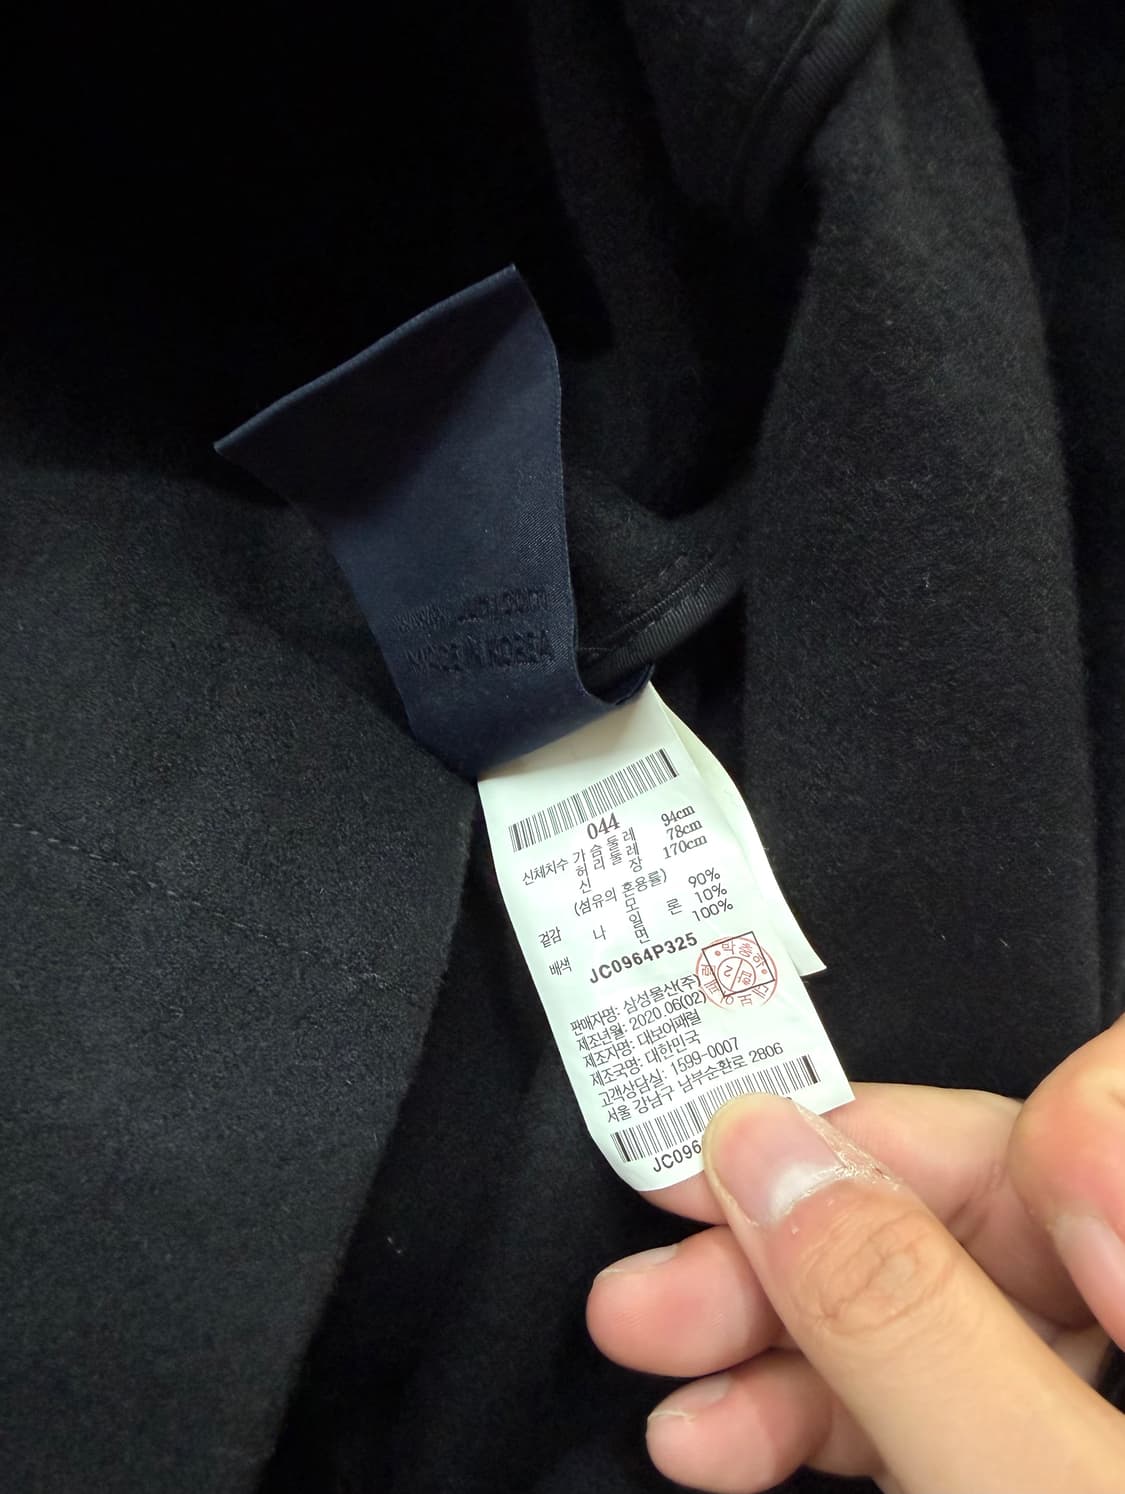 MADE IN KOREA
044
신체치수 가슴둘레 94cm
허리둘레 78cm
신장 170cm
(섬유의 혼용률)
겉감 모 90%
나일론 10%
배색 면 100%
JC0964P325
판매자명: 삼성물산(주)
제조년월: 2020.06(02)
제조자명: 대보어패럴
제조국명: 대한민국
고객상담실: 1599-0007
서울 강남구 남부순환로 2806
JC096